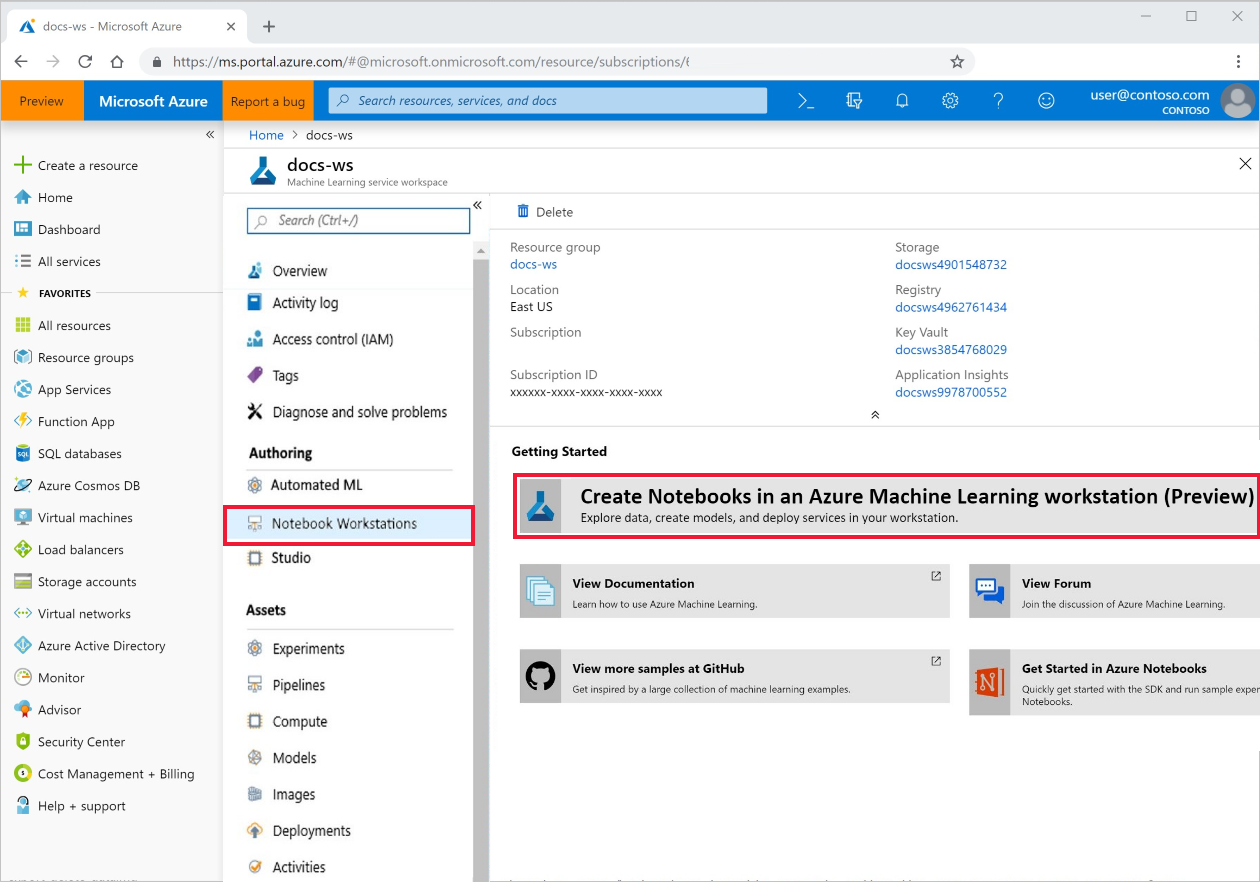 docs-ws - Microsoft Azure
https://ms.portal.azure.com/#@microsoft.onmicrosoft.com/resource/subscriptions/6
Preview
Microsoft Azure
Report a bug
Search resources, services, and docs
user@contoso.com
CONTOSO
Create a resource
Home
Dashboard
All services
FAVORITES
All resources
Resource groups
App Services
Function App
SQL databases
Azure Cosmos DB
Virtual machines
Load balancers
Storage accounts
Virtual networks
Azure Active Directory
Monitor
Advisor
Security Center
Cost Management + Billing
Help + support
Home > docs-ws
docs-ws
Machine Learning service workspace
Search (Ctrl+/)
Overview
Activity log
Access control (IAM)
Tags
Diagnose and solve problems
Authoring
Automated ML
Notebook Workstations
Studio
Assets
Experiments
Pipelines
Compute
Models
Images
Deployments
Activities
Delete
Resource group
docs-ws
Location
East US
Subscription
Subscription ID
xxxxxx-xxxx-xxxx-xxxx-xxxx
Storage
docsws4901548732
Registry
docsws4962761434
Key Vault
docsws3854768029
Application Insights
docsws9978700552
Getting Started
Create Notebooks in an Azure Machine Learning workstation (Preview)
Explore data, create models, and deploy services in your workstation.
View Documentation
Learn how to use Azure Machine Learning.
View Forum
Join the discussion of Azure Machine Learning.
View more samples at GitHub
Get inspired by a large collection of machine learning examples.
Get Started in Azure Notebooks
Quickly get started with the SDK and run sample exper
Notebooks.